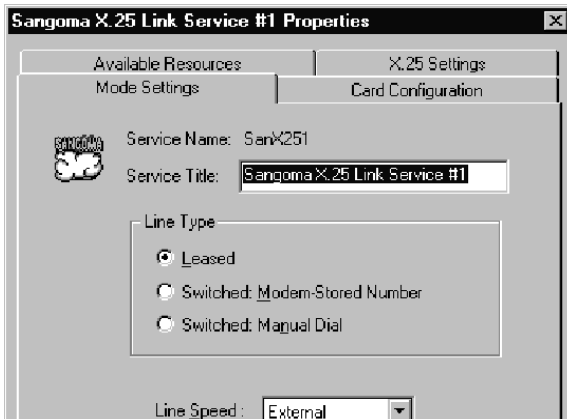 Sangoma X.25 Link Service #1 Properties
Available Resources
X.25 Settings
Mode Settings
Card Configuration
SANGOMA
Service Name: SanX251
Service Title: Sangoma X.25 Link Service #1
Line Type
Leased
Switched: Modem-Stored Number
Switched: Manual Dial
Line Speed: External